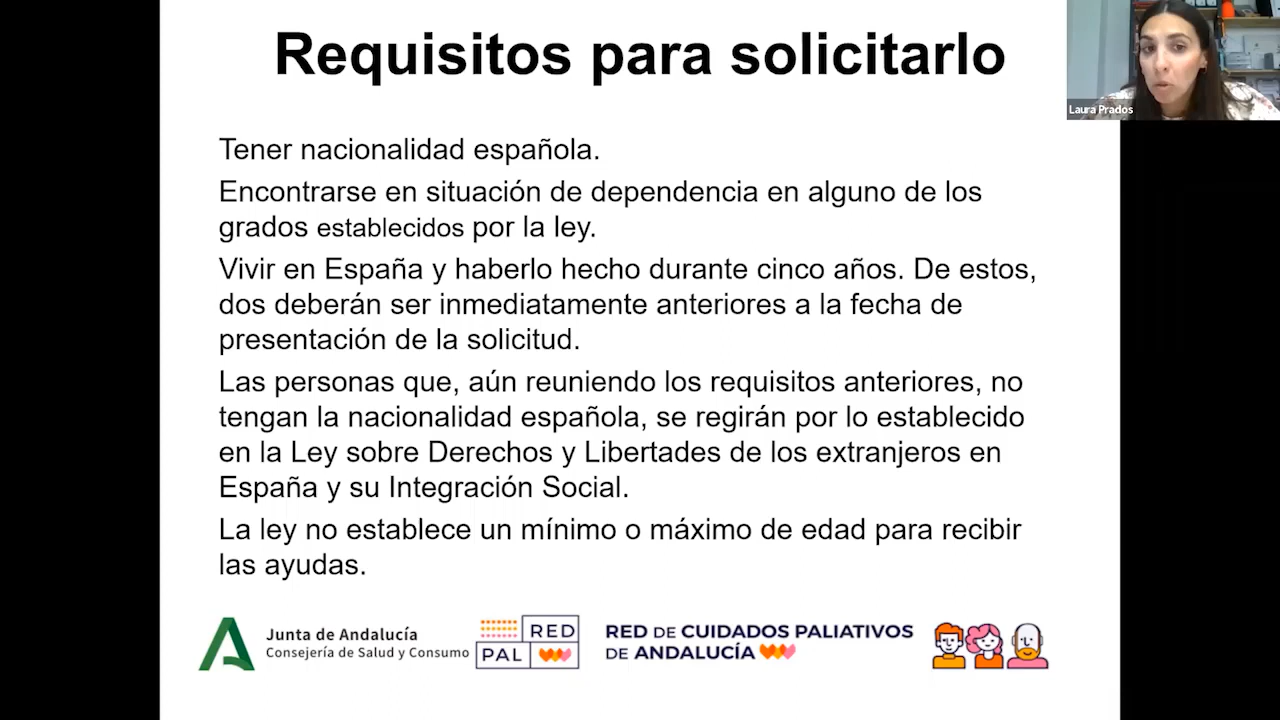 Requisitos para solicitarlo
Laura Prados
Tener nacionalidad española.
Encontrarse en situación de dependencia en alguno de los
grados establecidos por la ley.
Vivir en España y haberlo hecho durante cinco años. De estos,
dos deberán ser inmediatamente anteriores a la fecha de
presentación de la solicitud.
Las personas que, aún reuniendo los requisitos anteriores, no
tengan la nacionalidad española, se regirán por lo establecido
en la Ley sobre Derechos y Libertades de los extranjeros en
España y su Integración Social.
La ley no establece un mínimo o máximo de edad para recibir
las ayudas.
Junta de Andalucía
Consejería de Salud y Consumo
RED
PAL
RED DE CUIDADOS PALIATIVOS
DE ANDALUCÍA